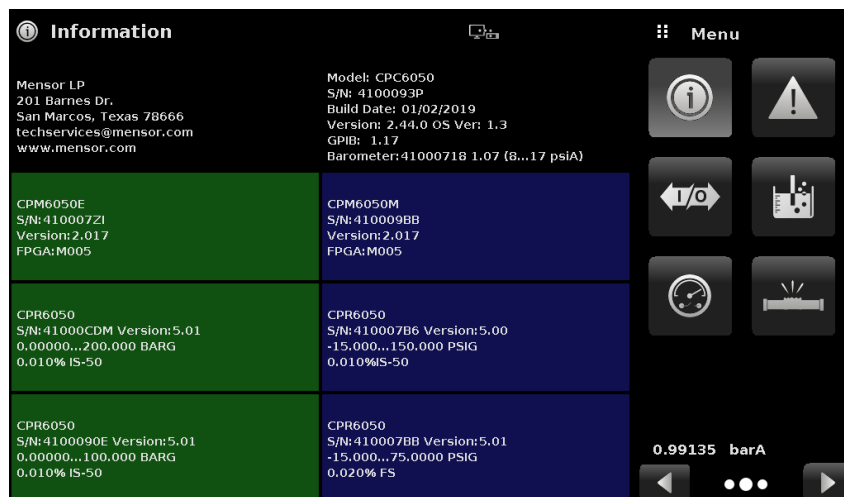 Information
Menu
Mensor LP
201 Barnes Dr.
San Marcos, Texas 78666
techservices@mensor.com
www.mensor.com
Model: CPC6050
S/N: 4100093P
Build Date: 01/02/2019
Version: 2.44.0 OS Ver: 1.3
GPIB: 1.17
Barometer:41000718 1.07 (8...17 psiA)
CPM6050E
S/N:410007ZI
Version:2.017
FPGA:M005
CPM6050M
S/N:410009BB
Version:2.017
FPGA:M005
CPR6050
S/N:41000CDM Version:5.01
0.00000...200.000 BARG
0.010% IS-50
CPR6050
S/N:410007B6 Version:5.00
-15.000...150.000 PSIG
0.010%IS-50
CPR6050
S/N:4100090E Version:5.01
0.00000...100.000 BARG
0.010% IS-50
CPR6050
S/N:410007BB Version:5.01
-15.000...75.0000 PSIG
0.020% FS
I/O
0.99135 barA